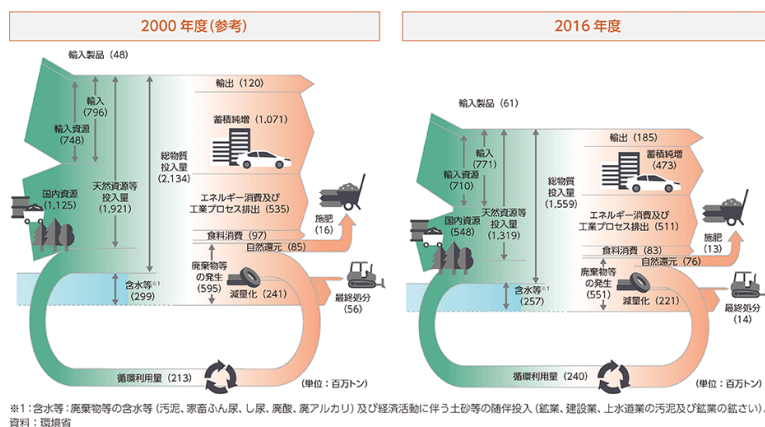 2000年度(参考)
輸入製品(48)
輸入
(796)
輸入資源
(748)
国内資源
(1,125)
天然資源等
投入量
(1,921)
総物質
投入量
(2,134)
輸出(120)
蓄積純増(1,071)
エネルギー消費及び
工業プロセス排出(535)
食料消費(97)
自然還元(85)
施肥
(16)
廃棄物等
の発生
(595)
減量化(241)
最終処分
(56)
含水等※1
(299)
循環利用量(213)
(単位:百万トン)
2016年度
輸入製品(61)
輸入
(771)
輸入資源
(710)
国内資源
(548)
天然資源等
投入量
(1,319)
総物質
投入量
(1,559)
輸出(185)
蓄積純増
(473)
エネルギー消費及び
工業プロセス排出(511)
食料消費(83)
自然還元(76)
施肥
(13)
廃棄物等
の発生
(551)
減量化(221)
最終処分
(14)
含水等※1
(257)
循環利用量(240)
(単位:百万トン)
※1:含水等:廃棄物等の含水等(汚泥、家畜ふん尿、し尿、廃酸、廃アルカリ)及び経済活動に伴う土砂等の随伴投入(鉱業、建設業、上水道業の汚泥及び鉱業の鉱さい)。
資料:環境省